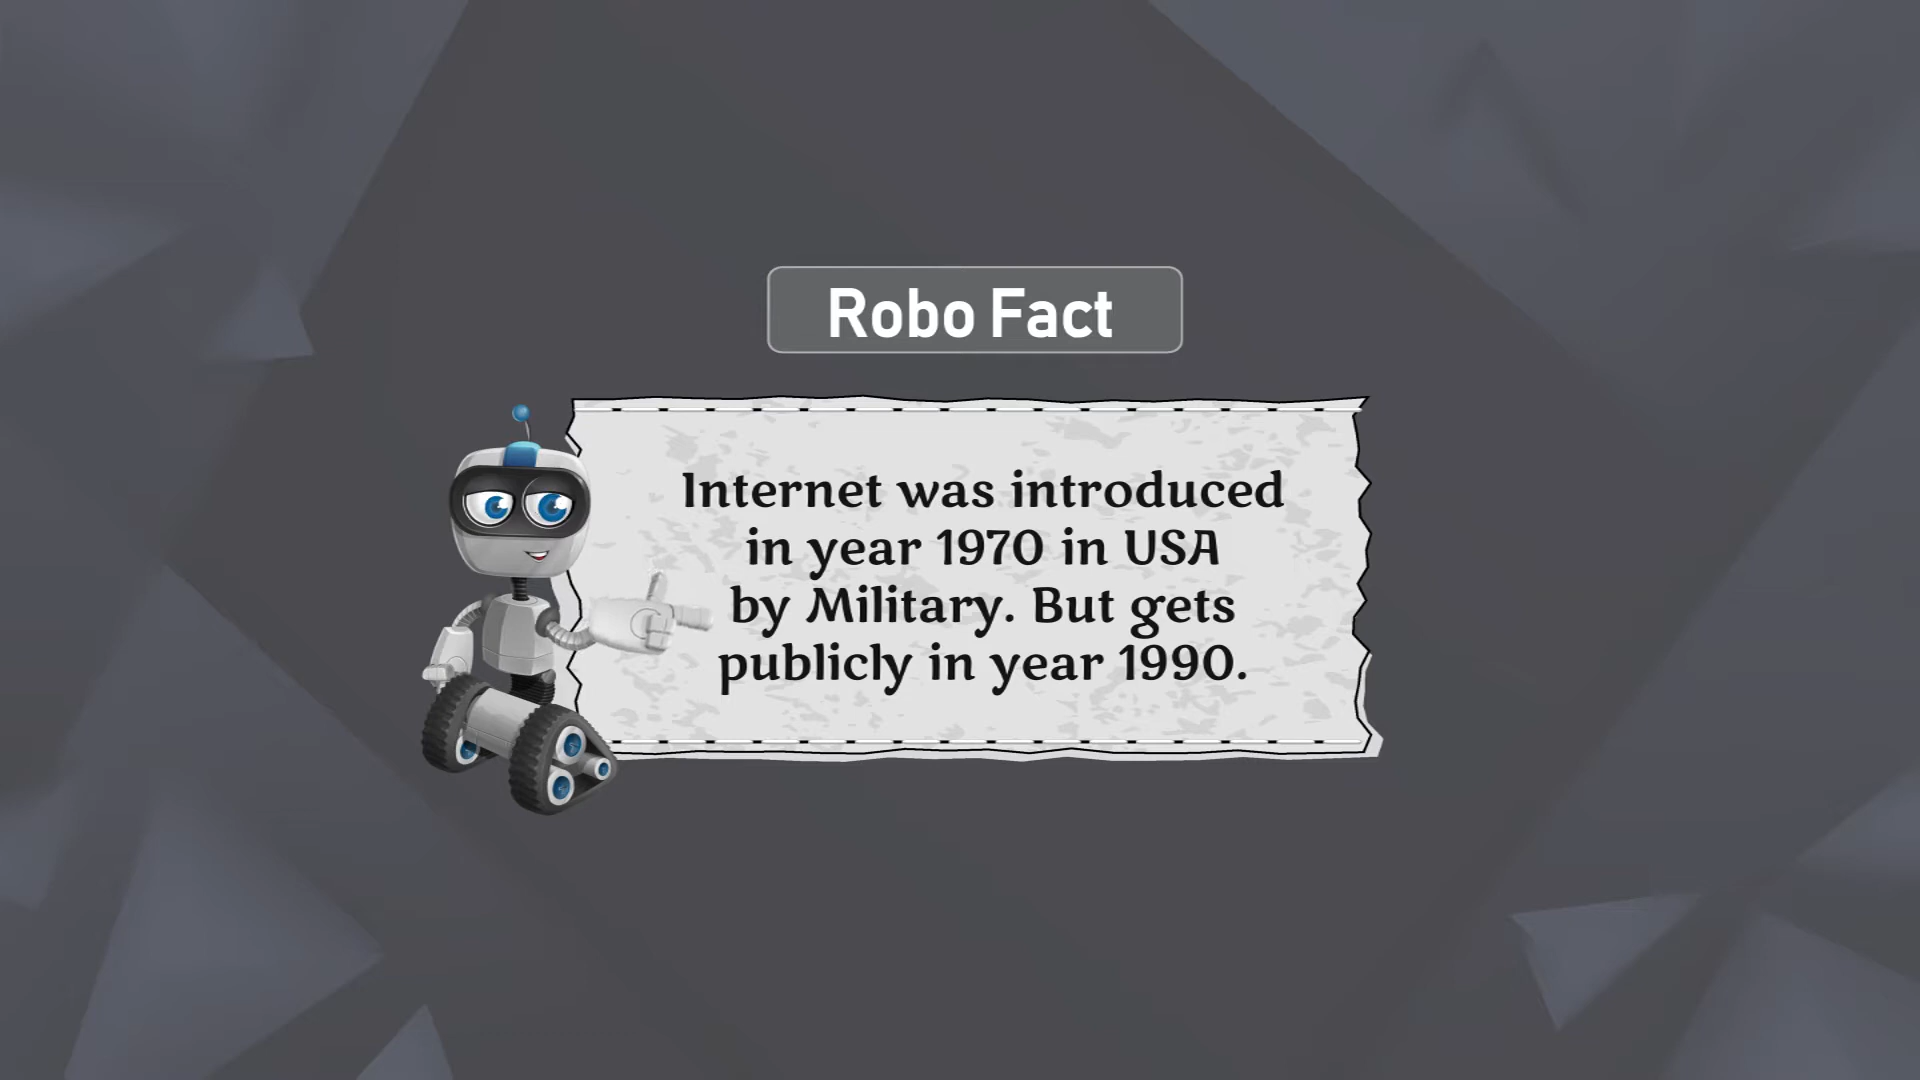 Robo Fact
Internet was introduced
in year 1970 in USA
by Military. But gets
publicly in year 1990.